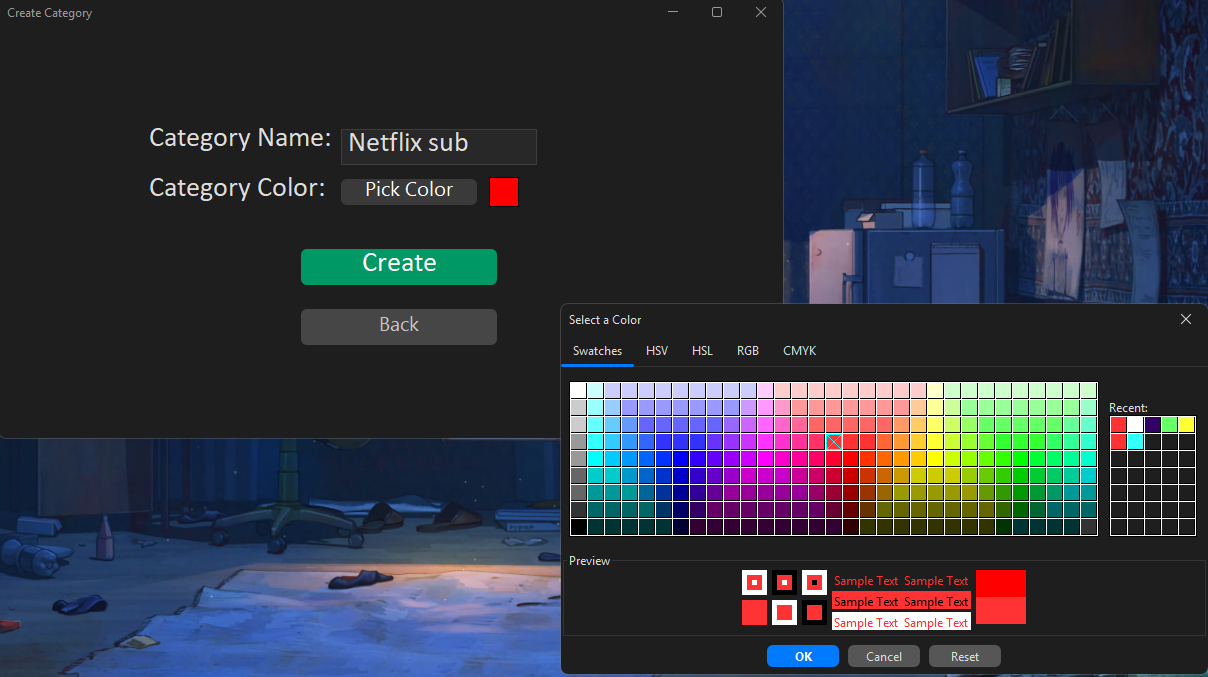 Create Category
Category Name: Netflix sub
Category Color: Pick Color
Create
Back
Select a Color
Swatches HSV HSL RGB CMYK
Recent:
Preview
Sample Text Sample Text
Sample Text Sample Text
Sample Text Sample Text
OK Cancel Reset